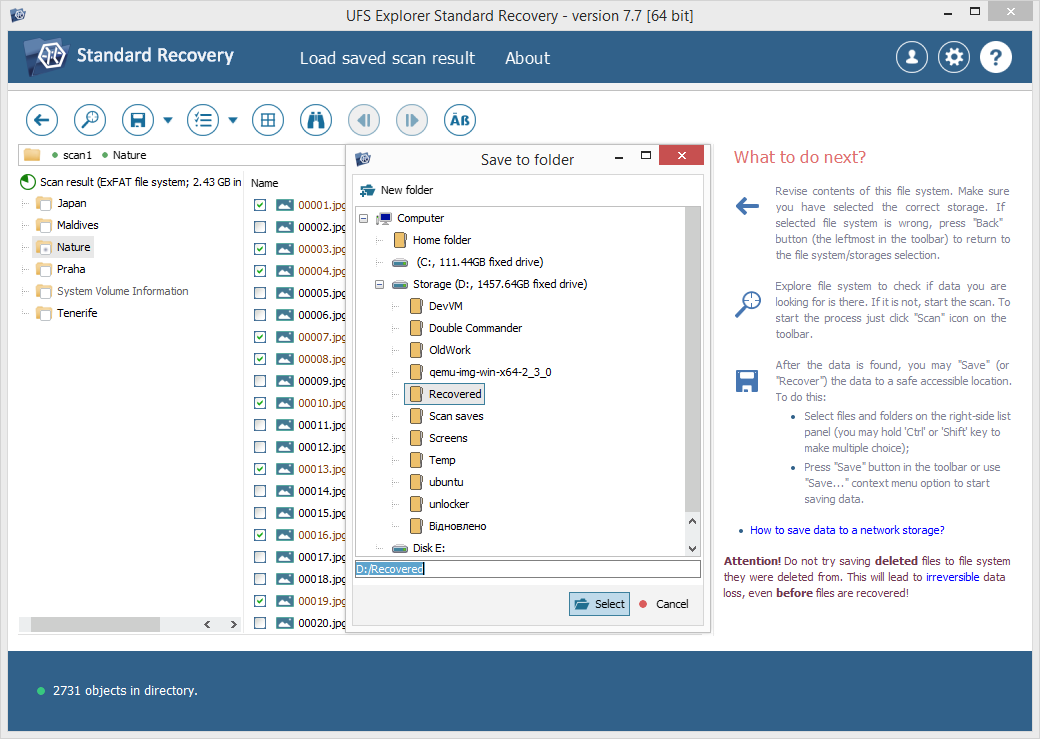 UFS Explorer Standard Recovery - version 7.7 [64 bit]
Standard Recovery
Load saved scan result
About
Āß
scan1
Nature
Scan result (ExFAT file system; 2.43 GB in
Japan
Maldives
Nature
Praha
System Volume Information
Tenerife
Name
00001.jpg
00002.jpg
00003.jpg
00004.jpg
00005.jpg
00006.jpg
00007.jpg
00008.jpg
00009.jpg
00010.jpg
00011.jpg
00012.jpg
00013.jpg
00014.jpg
00015.jpg
00016.jpg
00017.jpg
00018.jpg
00019.jpg
00020.jpg
Save to folder
New folder
Computer
Home folder
(C:, 111.44GB fixed drive)
Storage (D:, 1457.64GB fixed drive)
DevVM
Double Commander
OldWork
qemu-img-win-x64-2_3_0
Recovered
Scan saves
Screens
Temp
ubuntu
unlocker
Відновлено
Disk E:
D:/Recovered
Select
Cancel
What to do next?
Revise contents of this file system. Make sure
you have selected the correct storage. If
selected file system is wrong, press "Back"
button (the leftmost in the toolbar) to return to
the file system/storages selection.
Explore file system to check if data you are
looking for is there. If it is not, start the scan. To
start the process just click "Scan" icon on the
toolbar.
After the data is found, you may "Save" (or
"Recover") the data to a safe accessible location.
To do this:
Select files and folders on the right-side list
panel (you may hold 'Ctrl' or 'Shift' key to
make multiple choice);
Press "Save" button in the toolbar or use
"Save..." context menu option to start
saving data.
How to save data to a network storage?
Attention! Do not try saving deleted files to file system
they were deleted from. This will lead to irreversible data
loss, even before files are recovered!
2731 objects in directory.